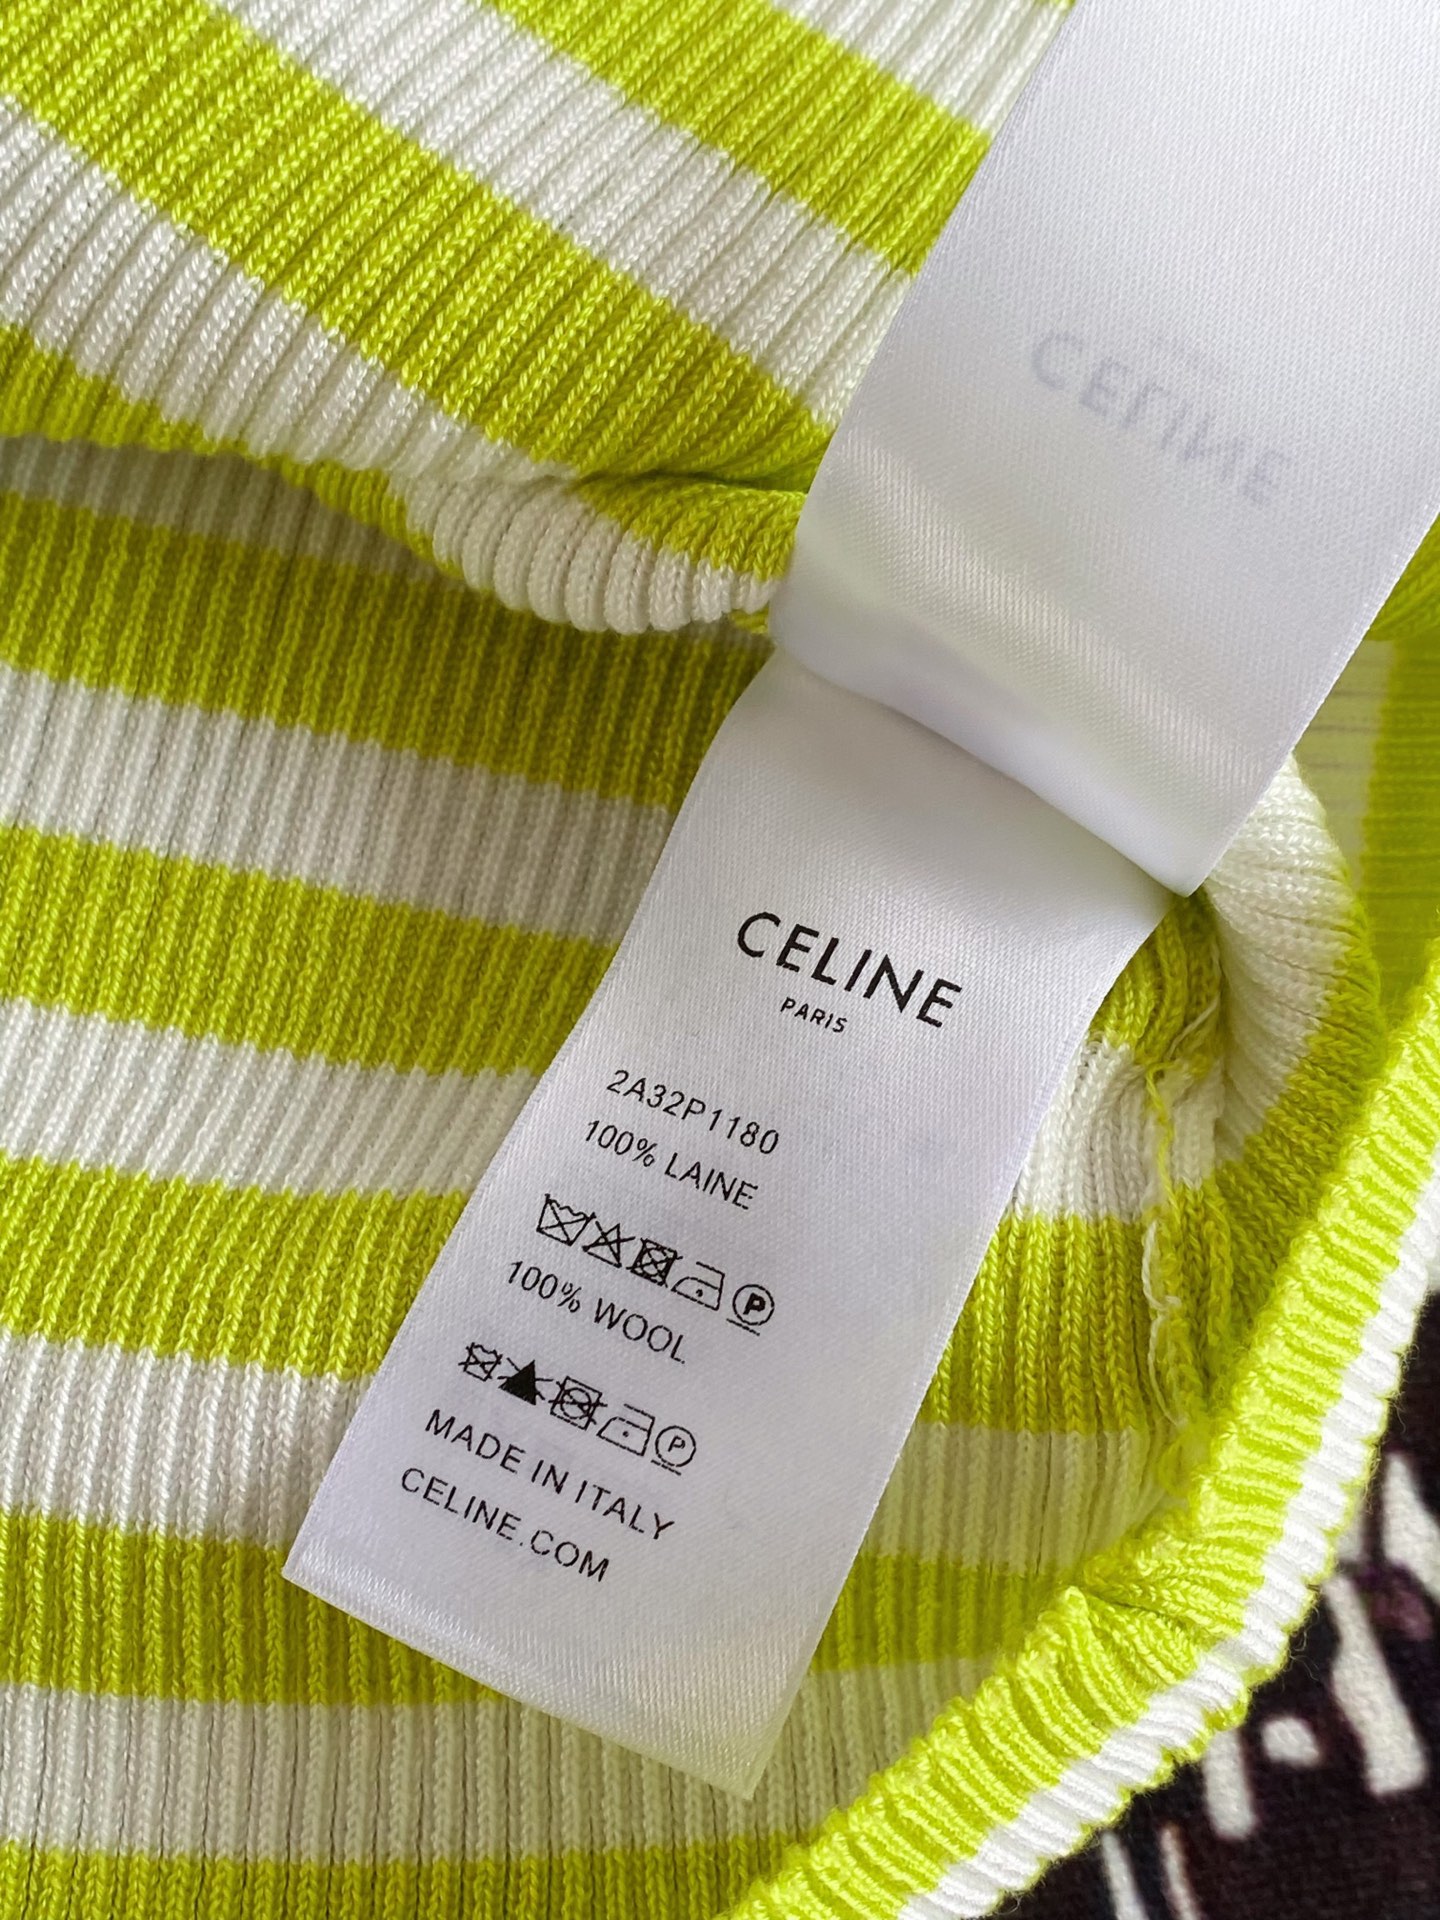 CELINE
CELINE
PARIS
2A32P1180
100% LAINE
P
100% WOOL
P
MADE IN ITALY
CELINE.COM